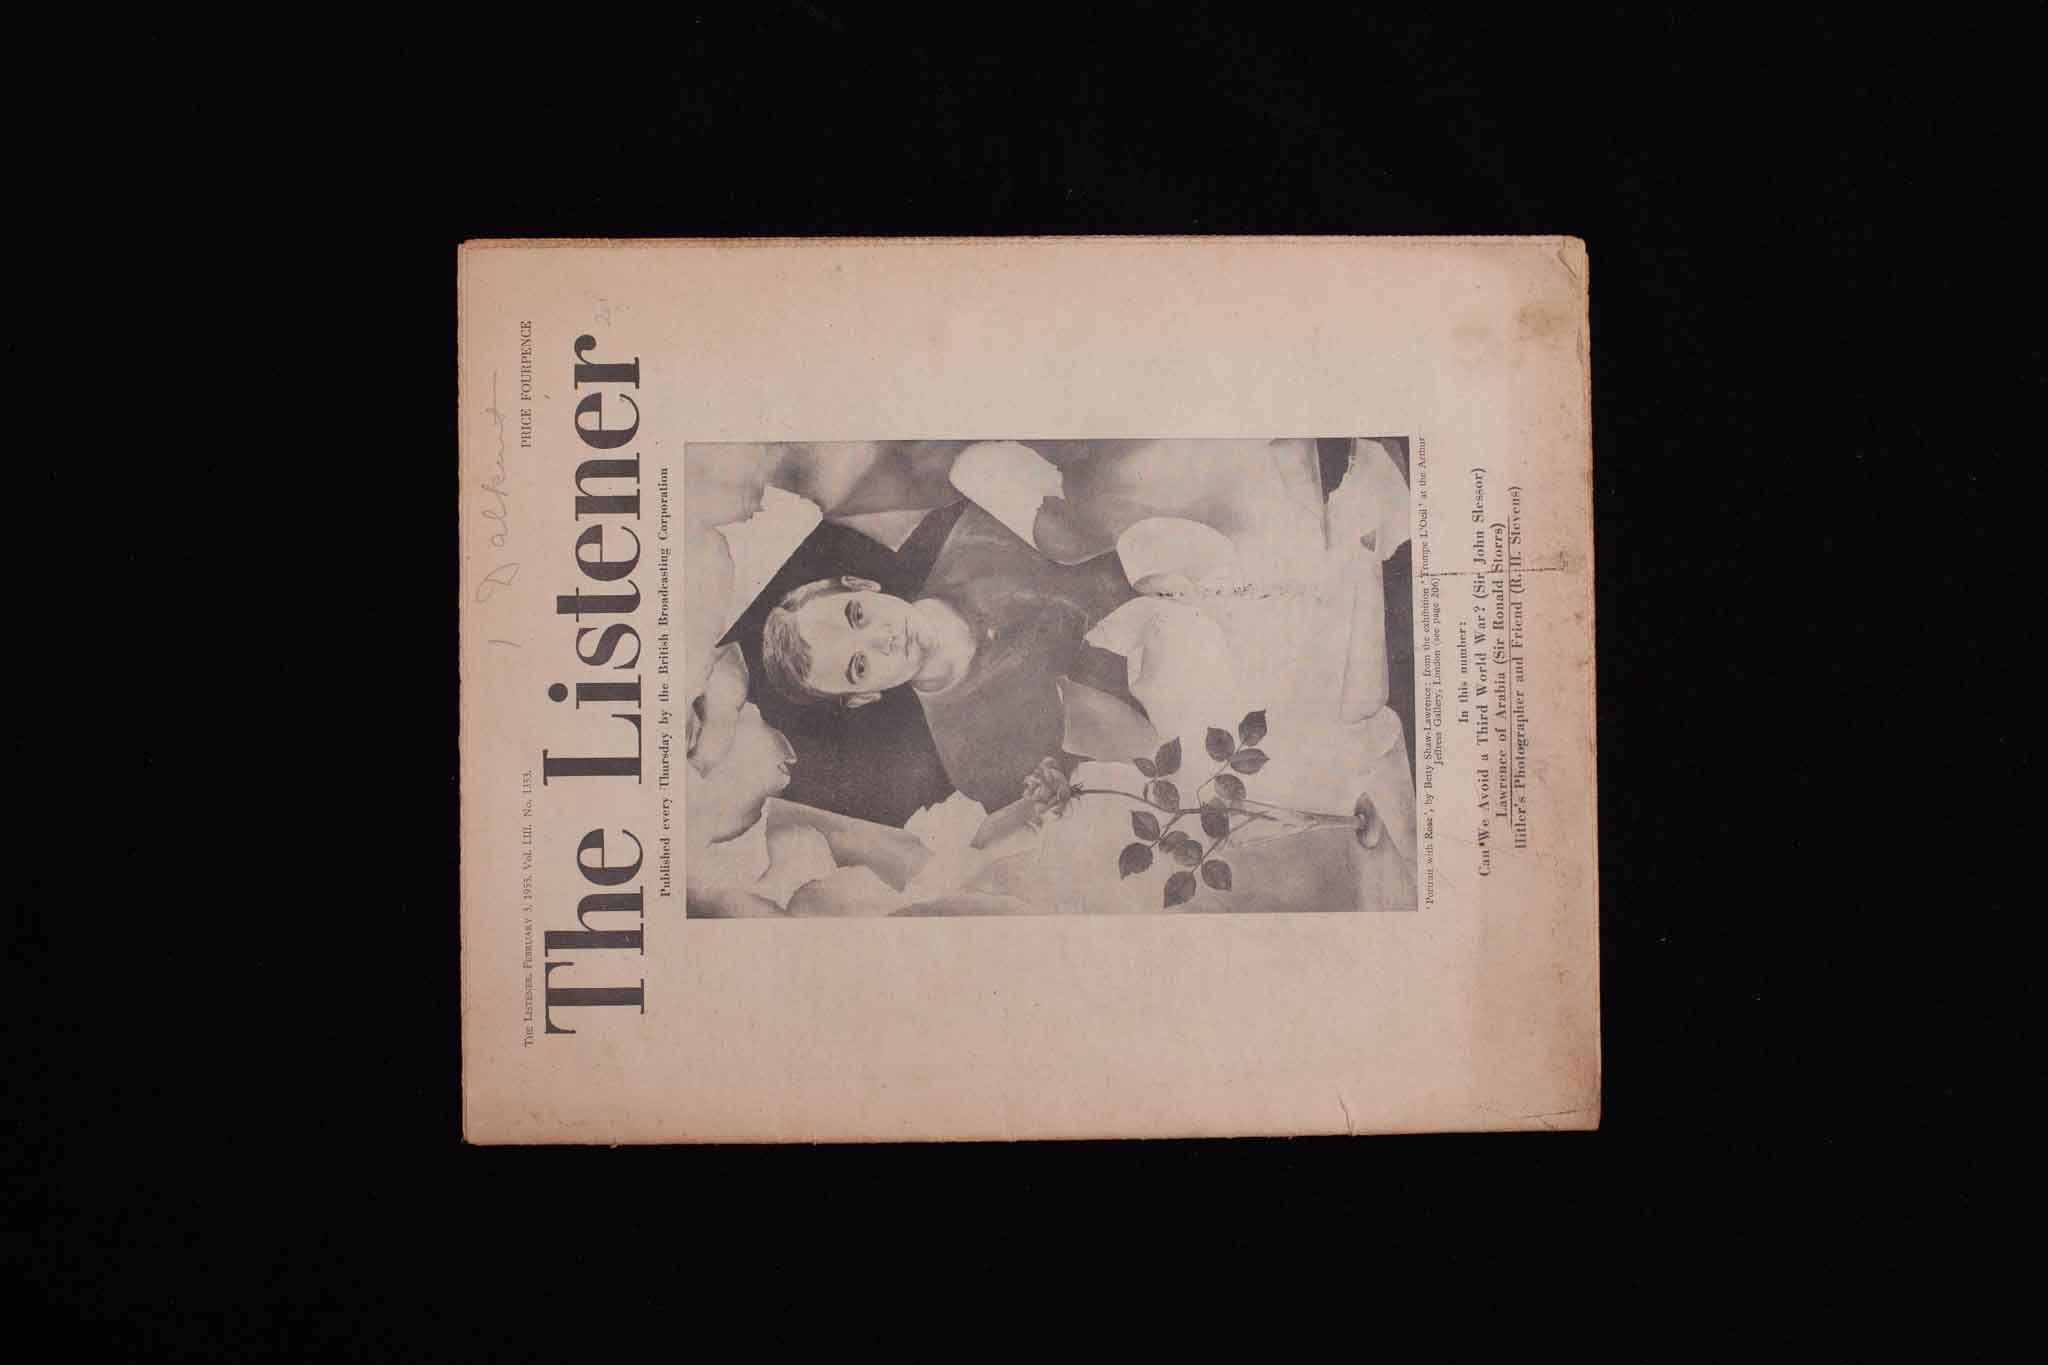 THE LISTENER, FEBRUARY 3, 1955. Vol. LIII. No. 1353. PRICE FOURPENCE
The Listener
Published every Thursday by the British Broadcasting Corporation
'Portrait with Rose', by Betty Shaw-Lawrence: from the exhibition 'Trompe L'Oeil' at the Arthur
Jeffress Gallery, London (see page 206)
In this number:
Can We Avoid a Third World War? (Sir John Slessor)
Lawrence of Arabia (Sir Ronald Storrs)
Hitler's Photographer and Friend (R. H. Stevens)